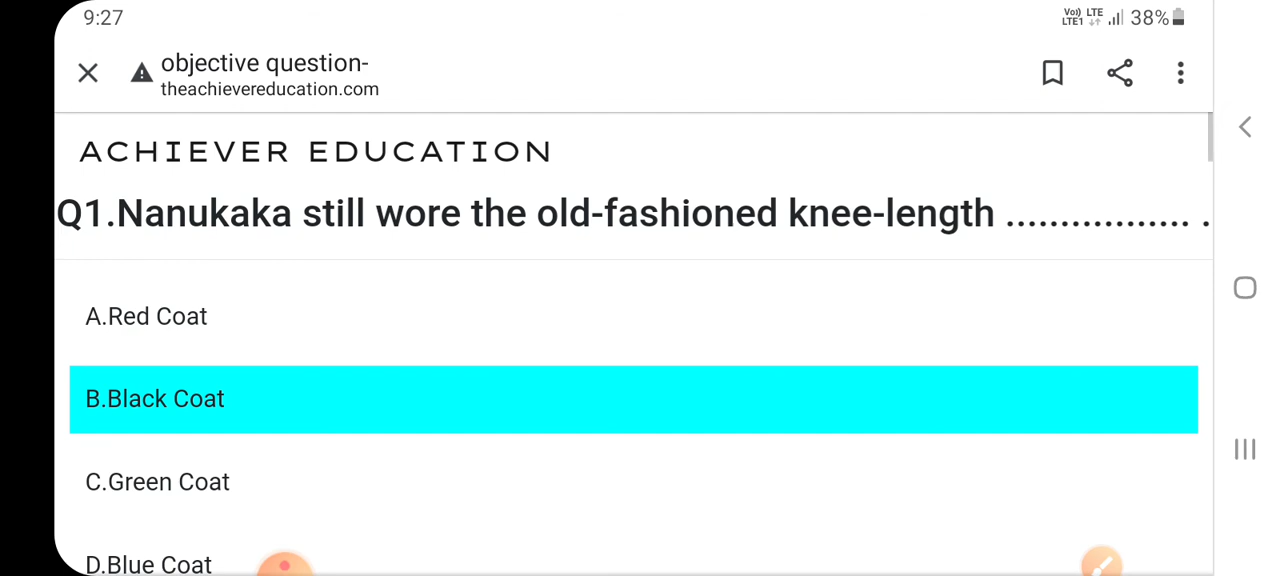 9:27
Vo) LTE
LTE1
38%
objective question-
theachievereducation.com
ACHIEVER EDUCATION
Q1.Nanukaka still wore the old-fashioned knee-length ................. .
A.Red Coat
B.Black Coat
C.Green Coat
D.Blue Coat